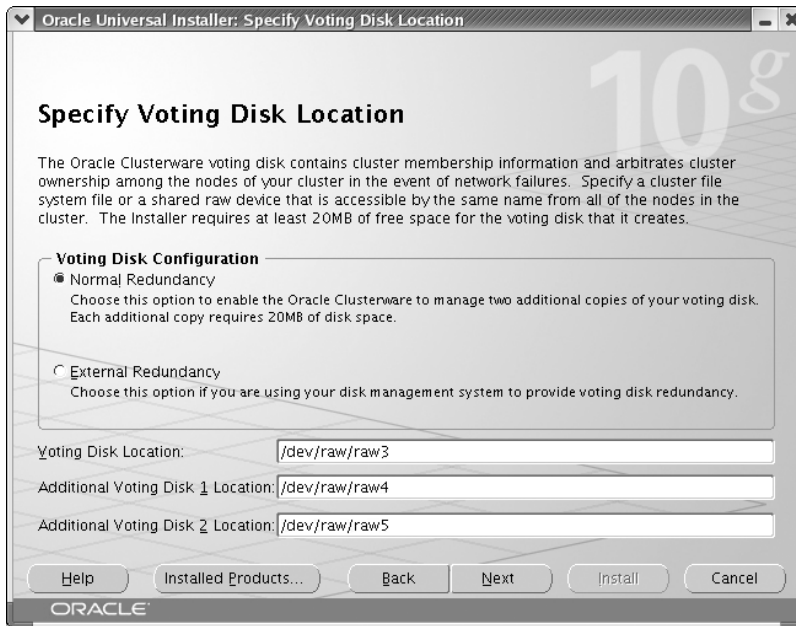 Oracle Universal Installer: Specify Voting Disk Location
10g
Specify Voting Disk Location
The Oracle Clusterware voting disk contains cluster membership information and arbitrates cluster
ownership among the nodes of your cluster in the event of network failures. Specify a cluster file
system file or a shared raw device that is accessible by the same name from all of the nodes in the
cluster. The Installer requires at least 20MB of free space for the voting disk that it creates.
Voting Disk Configuration
Normal Redundancy
Choose this option to enable the Oracle Clusterware to manage two additional copies of your voting disk.
Each additional copy requires 20MB of disk space.
External Redundancy
Choose this option if you are using your disk management system to provide voting disk redundancy.
Voting Disk Location: /dev/raw/raw3
Additional Voting Disk 1 Location: /dev/raw/raw4
Additional Voting Disk 2 Location: /dev/raw/raw5
Help Installed Products... Back Next Install Cancel
ORACLE